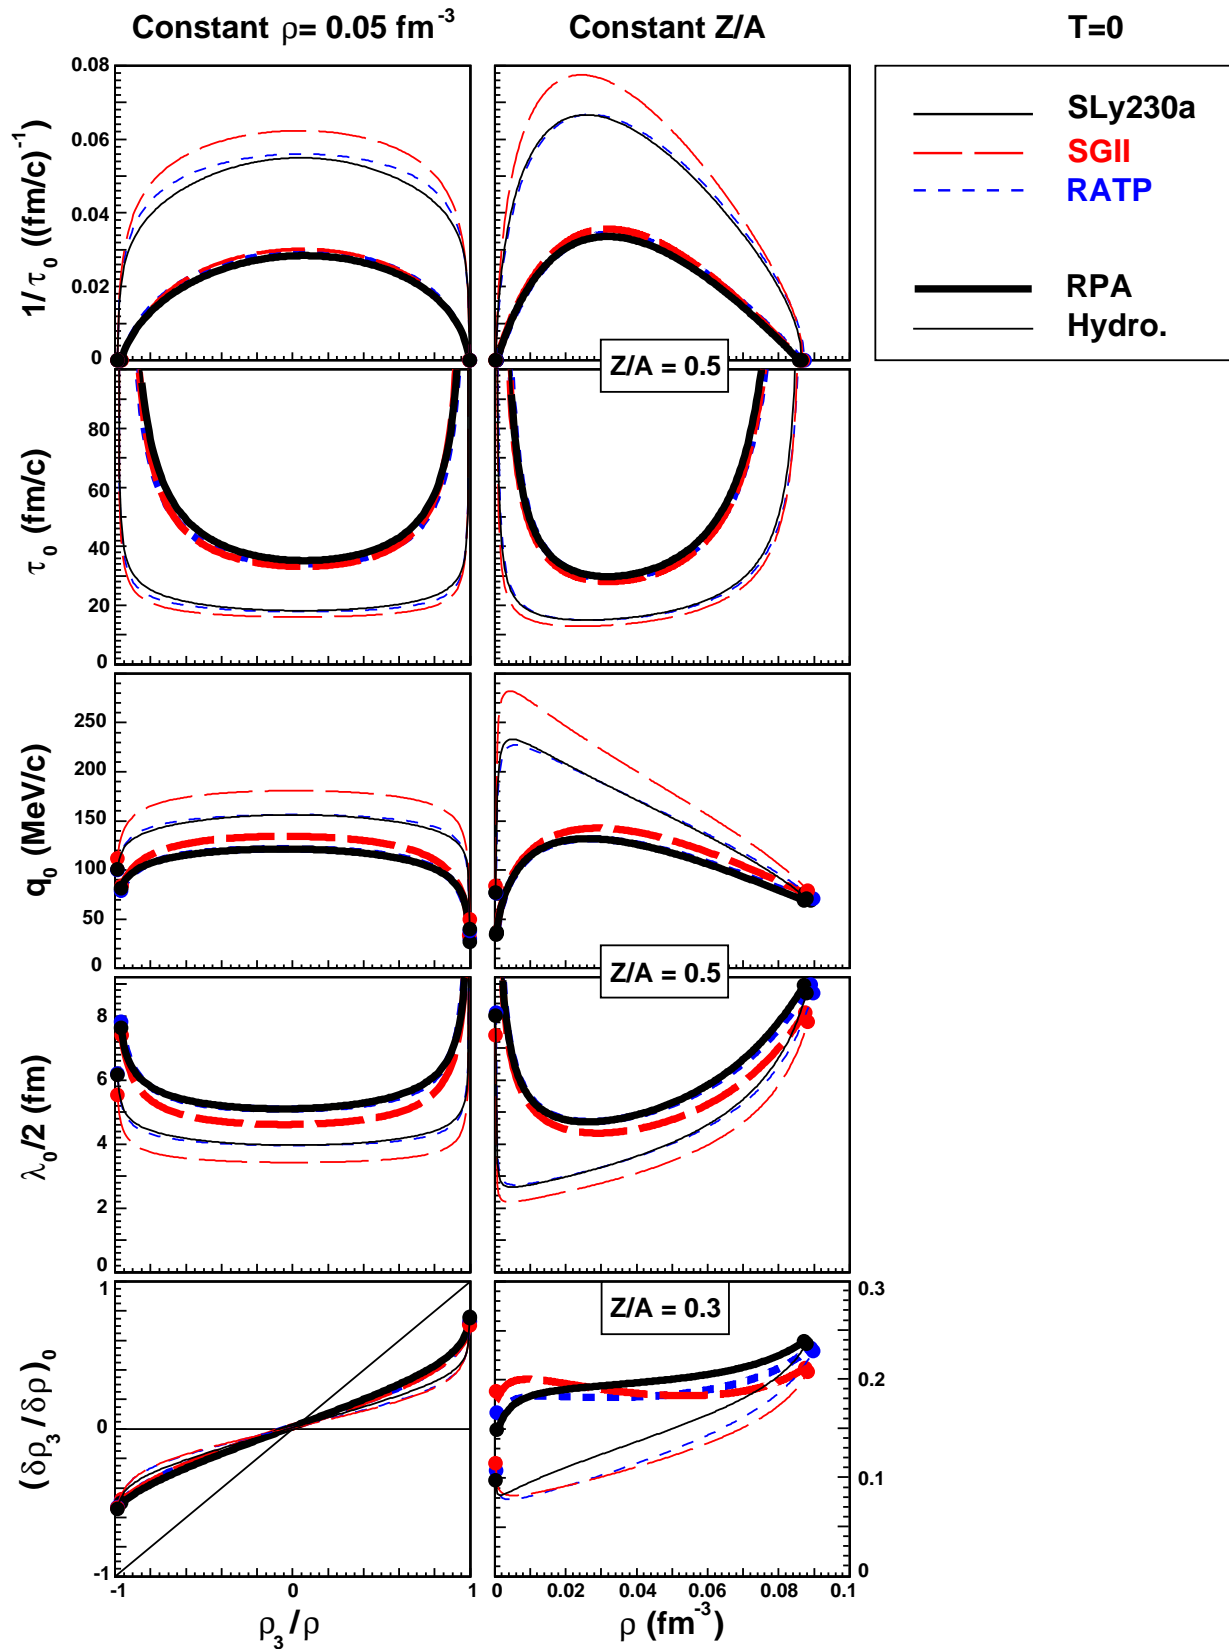 Constant ρ= 0.05 fm⁻³
Constant Z/A
T=0
SLy230a
SGII
RATP
RPA
Hydro.
1/τ₀ ((fm/c)⁻¹
0.08
0.06
0.04
0.02
0
Z/A = 0.5
τ₀ (fm/c)
80
60
40
20
0
q₀ (MeV/c)
250
200
150
100
50
0
Z/A = 0.5
λ₀/2 (fm)
8
6
4
2
0
Z/A = 0.3
(δρ₃/δρ)₀
1
0
-1
0.3
0.2
0.1
0
-1 0 1
0 0.02 0.04 0.06 0.08 0.1
ρ₃/ρ
ρ (fm⁻³)